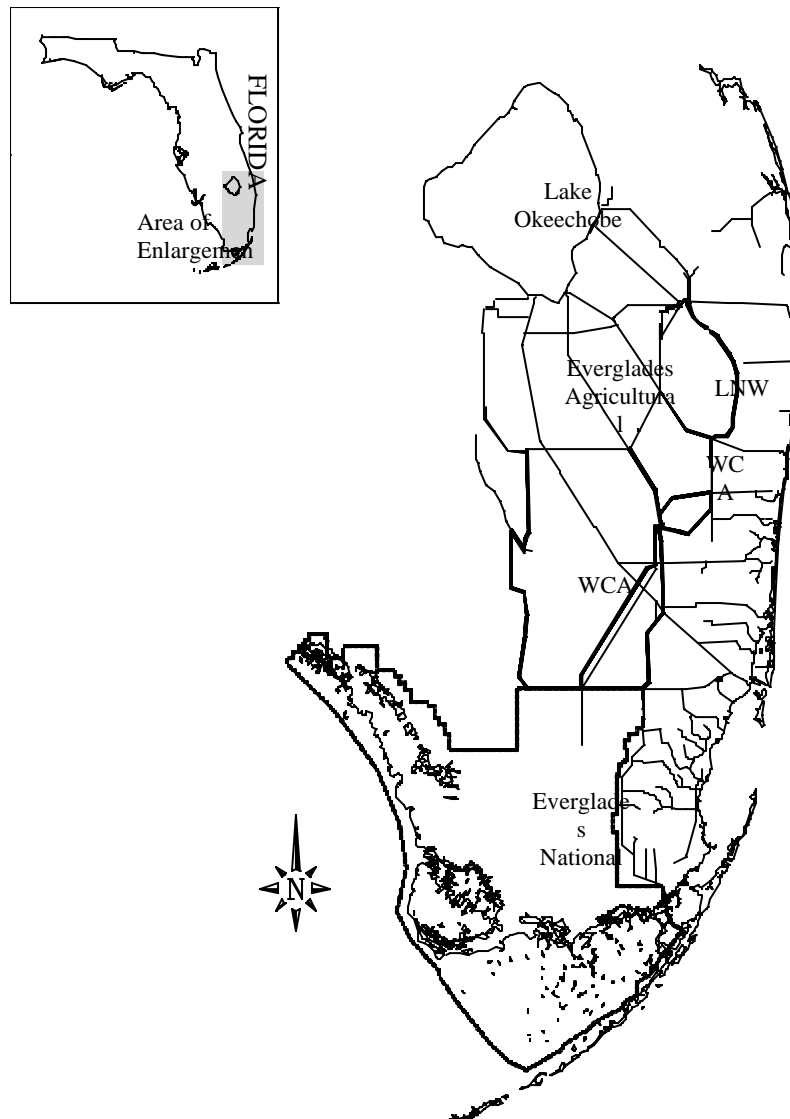 FLORIDA
Area of
Enlargemen
Lake
Okeechobe
Everglades
Agricultura
l
LNW
WC
A
WCA
Everglade
s
National
N